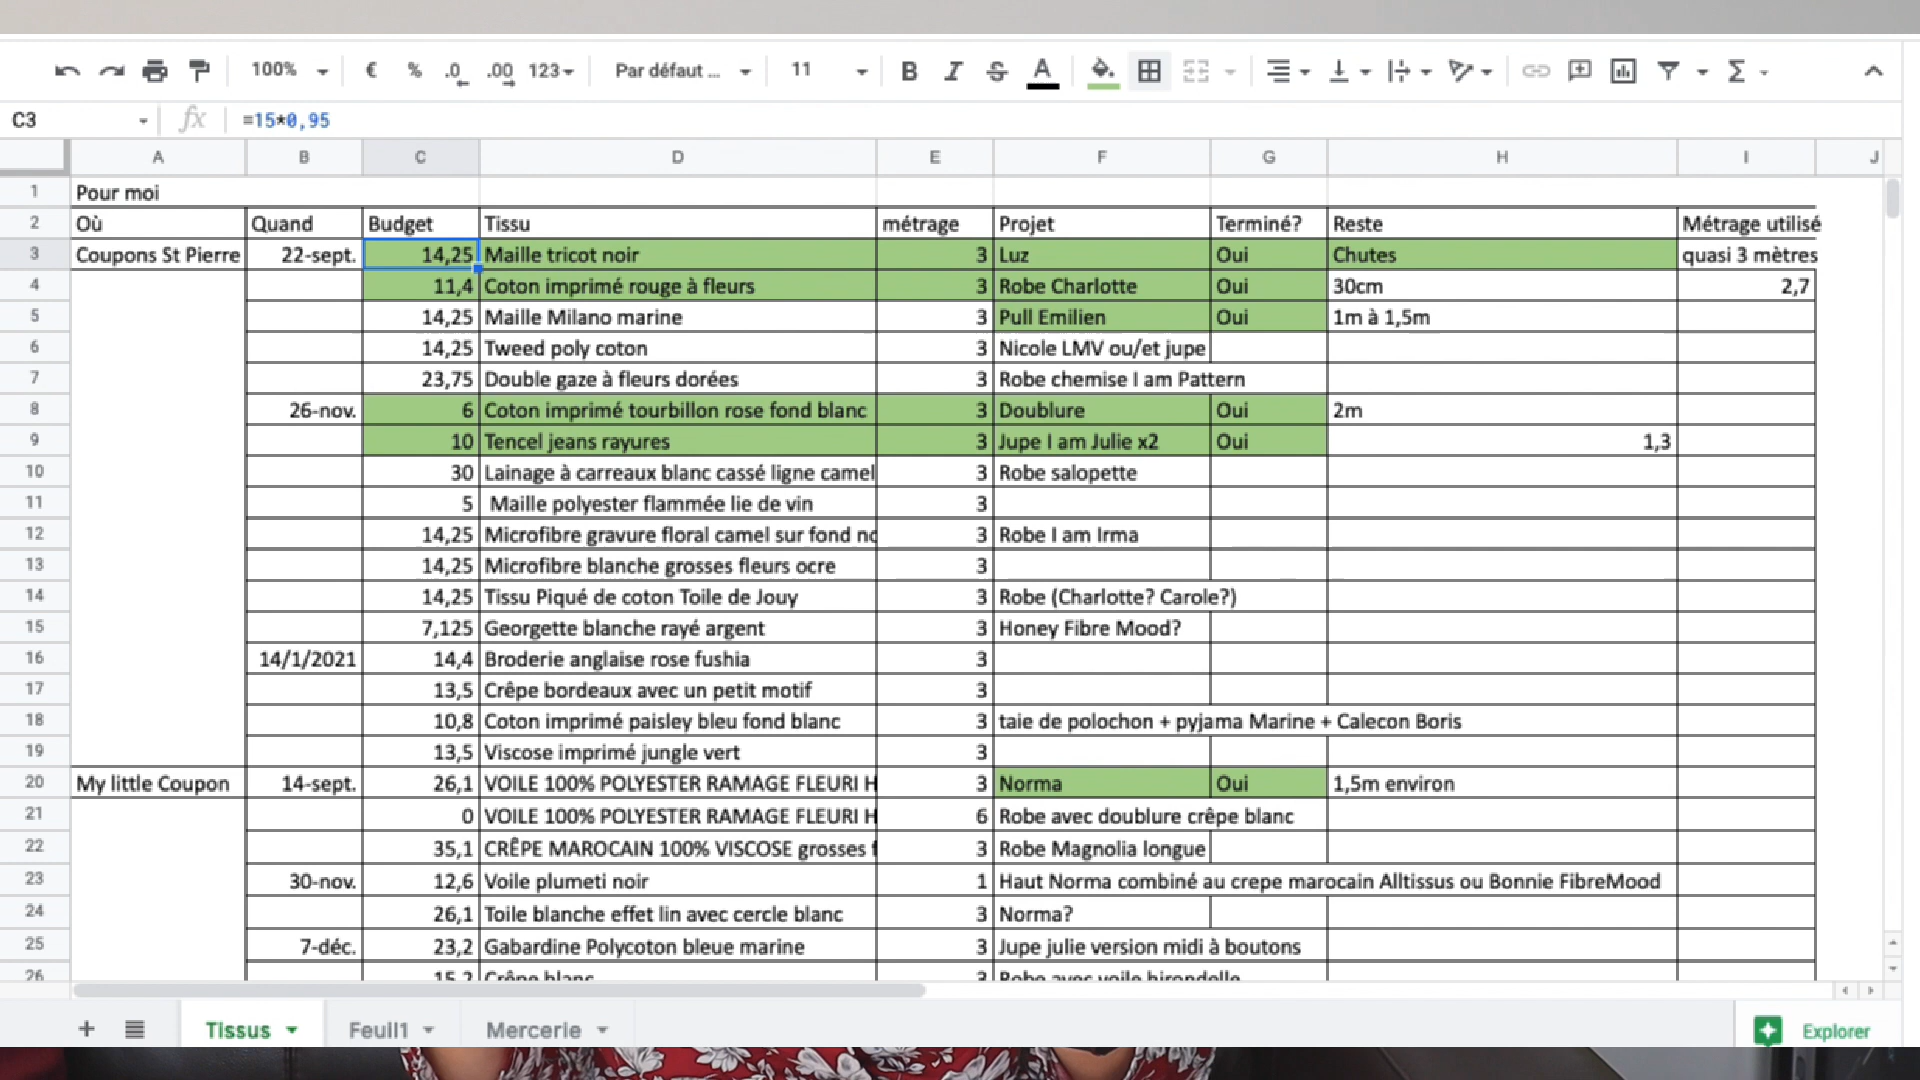 100% € % .0 .00 123 Par défaut ... 11 B I S A Σ
C3 fx =15*0,95
A B C D E F G H I J
1 Pour moi
2 Où Quand Budget Tissu métrage Projet Terminé? Reste Métrage utilisé
3 Coupons St Pierre 22-sept. 14,25 Maille tricot noir 3 Luz Oui Chutes quasi 3 mètres
4 11,4 Coton imprimé rouge à fleurs 3 Robe Charlotte Oui 30cm 2,7
5 14,25 Maille Milano marine 3 Pull Emilien Oui 1m à 1,5m
6 14,25 Tweed poly coton 3 Nicole LMV ou/et jupe
7 23,75 Double gaze à fleurs dorées 3 Robe chemise I am Pattern
8 26-nov. 6 Coton imprimé tourbillon rose fond blanc 3 Doublure Oui 2m
9 10 Tencel jeans rayures 3 Jupe I am Julie x2 Oui 1,3
10 30 Lainage à carreaux blanc cassé ligne camel 3 Robe salopette
11 5 Maille polyester flammée lie de vin 3
12 14,25 Microfibre gravure floral camel sur fond 3 Robe I am Irma
13 14,25 Microfibre blanche grosses fleurs ocre 3
14 14,25 Tissu Piqué de coton Toile de Jouy 3 Robe (Charlotte? Carole?)
15 7,125 Georgette blanche rayé argent 3 Honey Fibre Mood?
16 14/1/2021 14,4 Broderie anglaise rose fushia 3
17 13,5 Crêpe bordeaux avec un petit motif 3
18 10,8 Coton imprimé paisley bleu fond blanc 3 taie de polochon + pyjama Marine + Calecon Boris
19 13,5 Viscose imprimé jungle vert 3
20 My little Coupon 14-sept. 26,1 VOILE 100% POLYESTER RAMAGE FLEURI 3 Norma Oui 1,5m environ
21 0 VOILE 100% POLYESTER RAMAGE FLEURI 6 Robe avec doublure crêpe blanc
22 35,1 CRÊPE MAROCAIN 100% VISCOSE grosses 3 Robe Magnolia longue
23 30-nov. 12,6 Voile plumeti noir 1 Haut Norma combiné au crepe marocain Alltissus ou Bonnie FibreMood
24 26,1 Toile blanche effet lin avec cercle blanc 3 Norma?
25 7-déc. 23,2 Gabardine Polycoton bleue marine 3 Jupe julie version midi à boutons
26 15,2 Crêpe blanc 3 Robe avec voile hirondelle
+ Tissus Feuil1 Mercerie Explorer